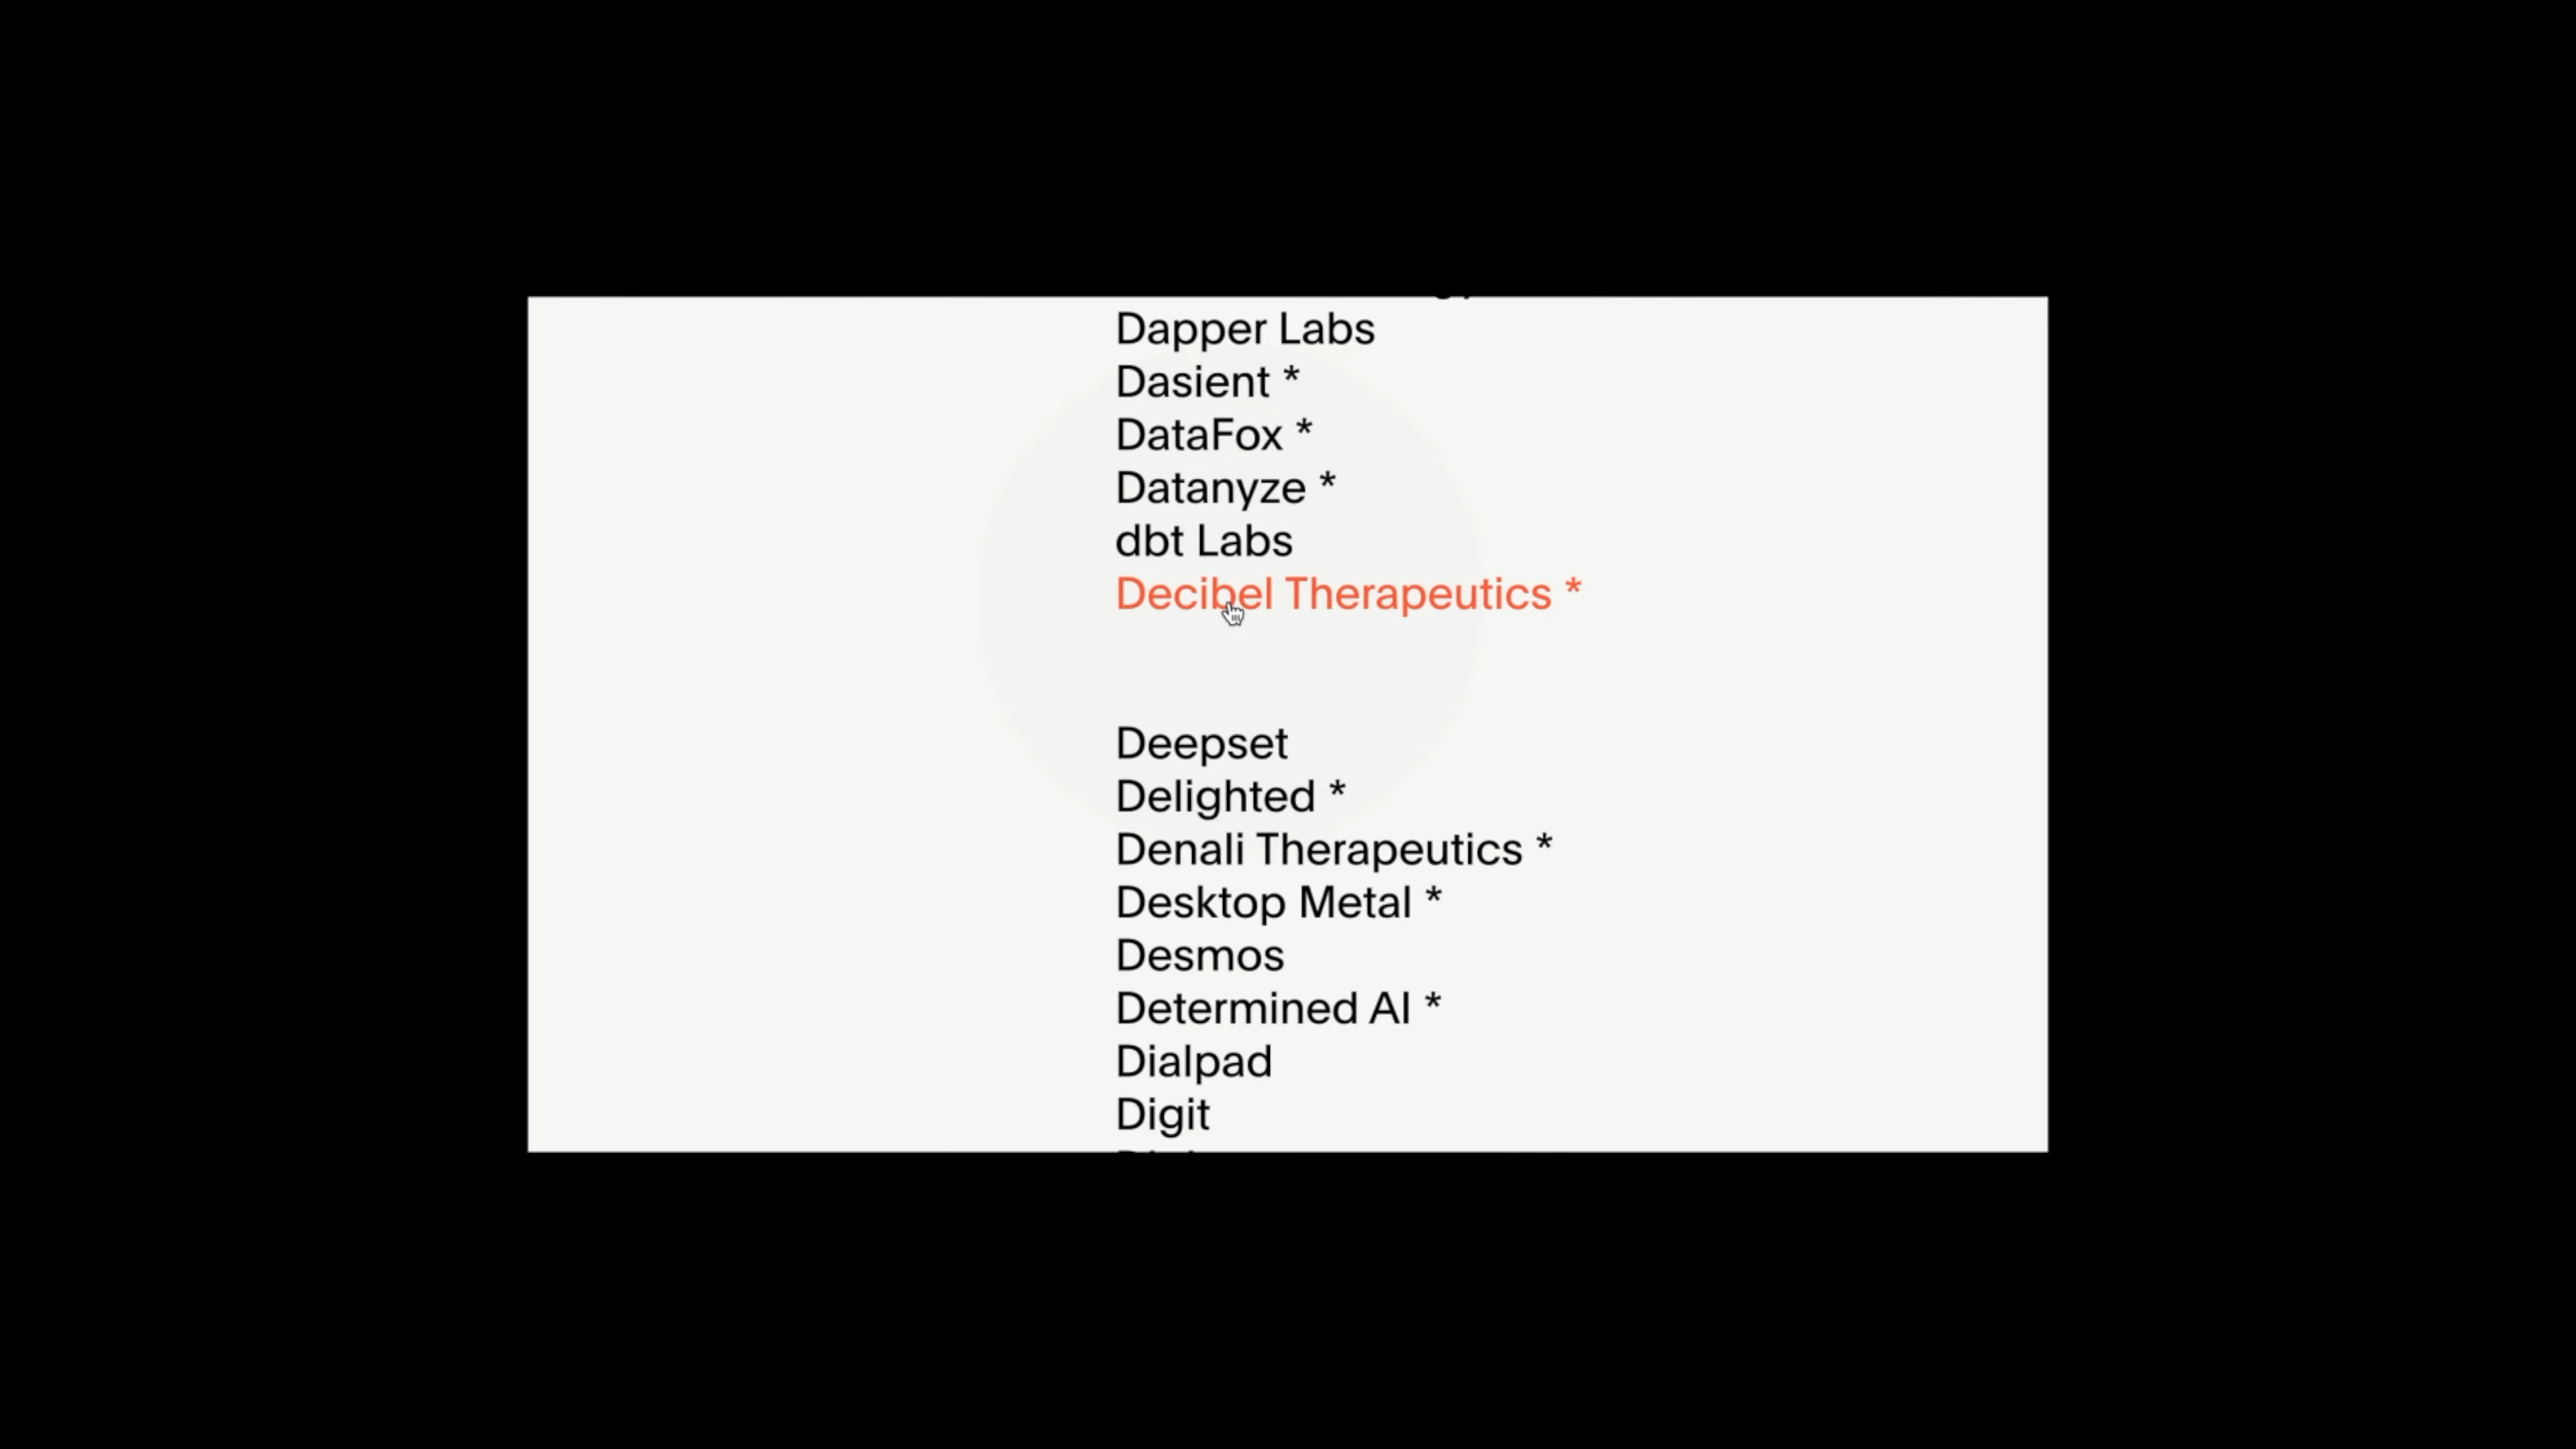 Dapper Labs
Dasient *
DataFox *
Datanyze *
dbt Labs
Decibel Therapeutics *
Deepset
Delighted *
Denali Therapeutics *
Desktop Metal *
Desmos
Determined AI *
Dialpad
Digit